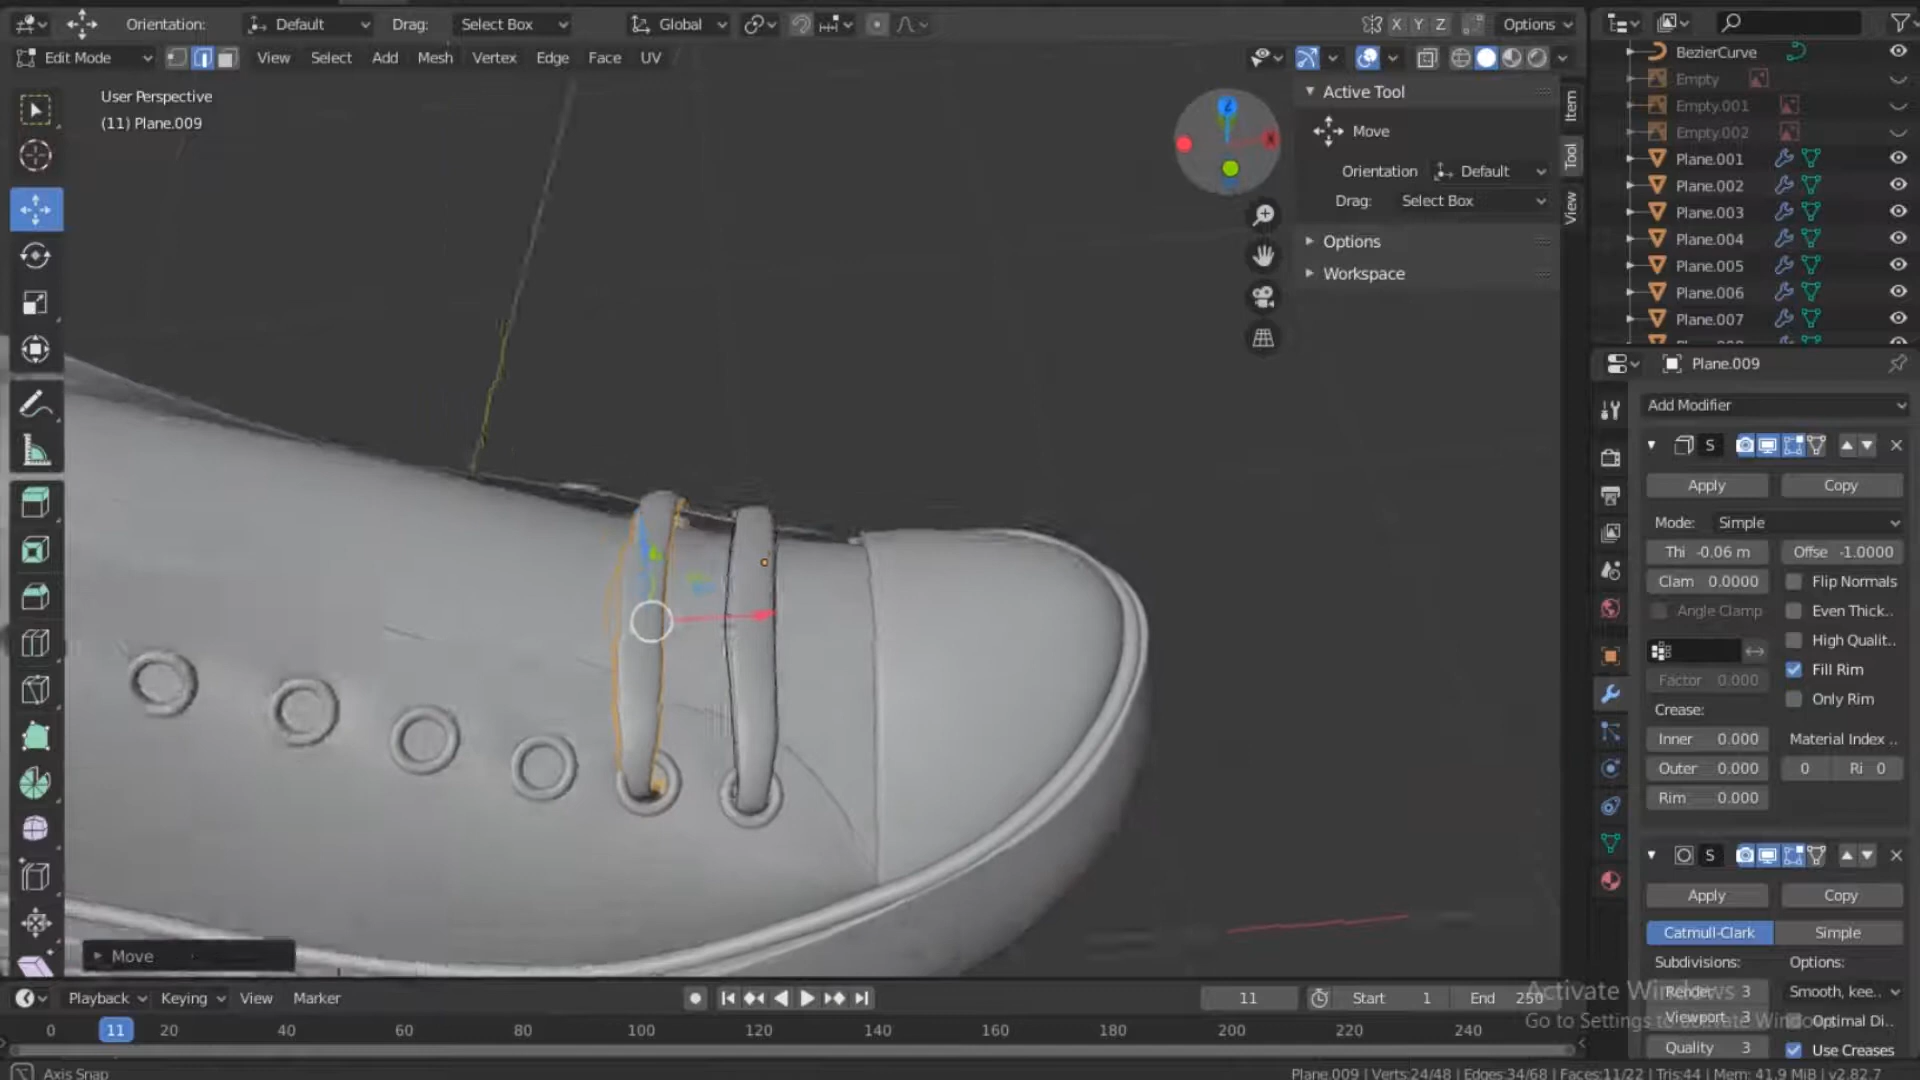 Orientation: Default Drag: Select Box Global X Y Z Options
Edit Mode View Select Add Mesh Vertex Edge Face UV
User Perspective
(11) Plane.009
Z
X
Active Tool
Move
Orientation Default
Drag: Select Box
Options
Workspace
Item
Tool
View
BezierCurve
Empty
Empty.001
Empty.002
Plane.001
Plane.002
Plane.003
Plane.004
Plane.005
Plane.006
Plane.007
Plane.009
Add Modifier
S
Apply Copy
Mode: Simple
Thi -0.06 m Offse -1.0000
Clam 0.0000 Flip Normals
Angle Clamp Even Thick..
High Qualit..
Factor 0.000 Fill Rim
Crease: Only Rim
Inner 0.000 Material Index ..
Outer 0.000 0 Ri 0
Rim 0.000
S
Apply Copy
Catmull-Clark Simple
Subdivisions: Options:
Render 3 Smooth, kee..
Viewport 3 Optimal Di..
Quality 3 Use Creases
Activate Windows
Go to Settings to activate Windows
Move
Playback Keying View Marker 11 Start 1 End 250
0 11 20 40 60 80 100 120 140 160 180 200 220 240
Axis Snap
Plane.009 | Verts:24/48 | Edges:34/68 | Faces:11/22 | Tris:44 | Mem: 41.9 MiB | v2.82.7